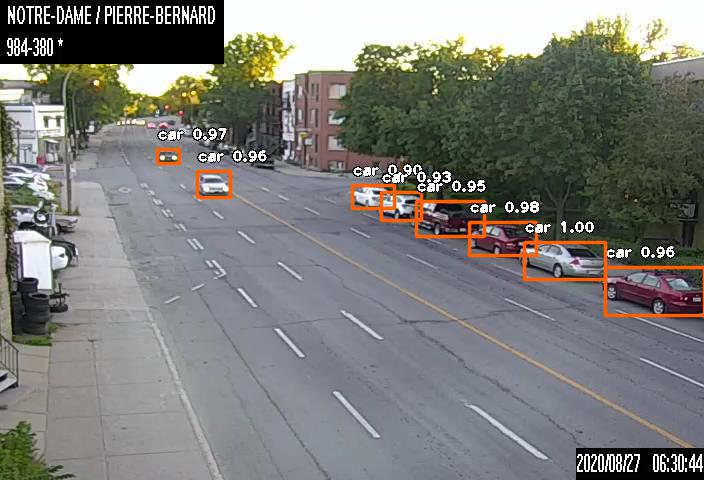 NOTRE-DAME / PIERRE-BERNARD
984-380 *
car 0.97
car 0.96
car 0.90
car 0.93
car 0.95
car 0.98
car 1.00
car 0.96
2020/08/27 06:30:44